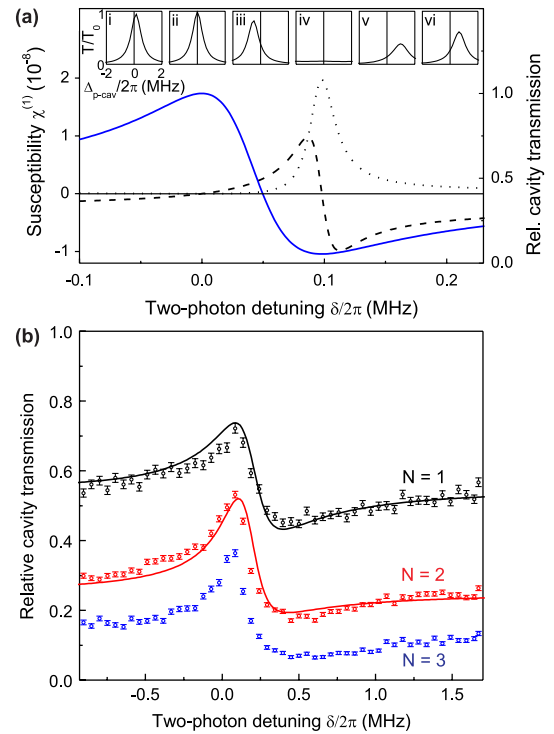 (a)
i ii iii iv v vi
T/T0
1
0
-2 0 2
Δp-cav/2π (MHz)
Susceptibility χ(1) (10-8)
2
1
0
-1
Rel. cavity transmission
1.0
0.5
0.0
-0.1 0.0 0.1 0.2
Two-photon detuning δ/2π (MHz)
(b)
Relative cavity transmission
1.0
0.8
0.6
0.4
0.2
0.0
N = 1
N = 2
N = 3
-0.5 0.0 0.5 1.0 1.5
Two-photon detuning δ/2π (MHz)